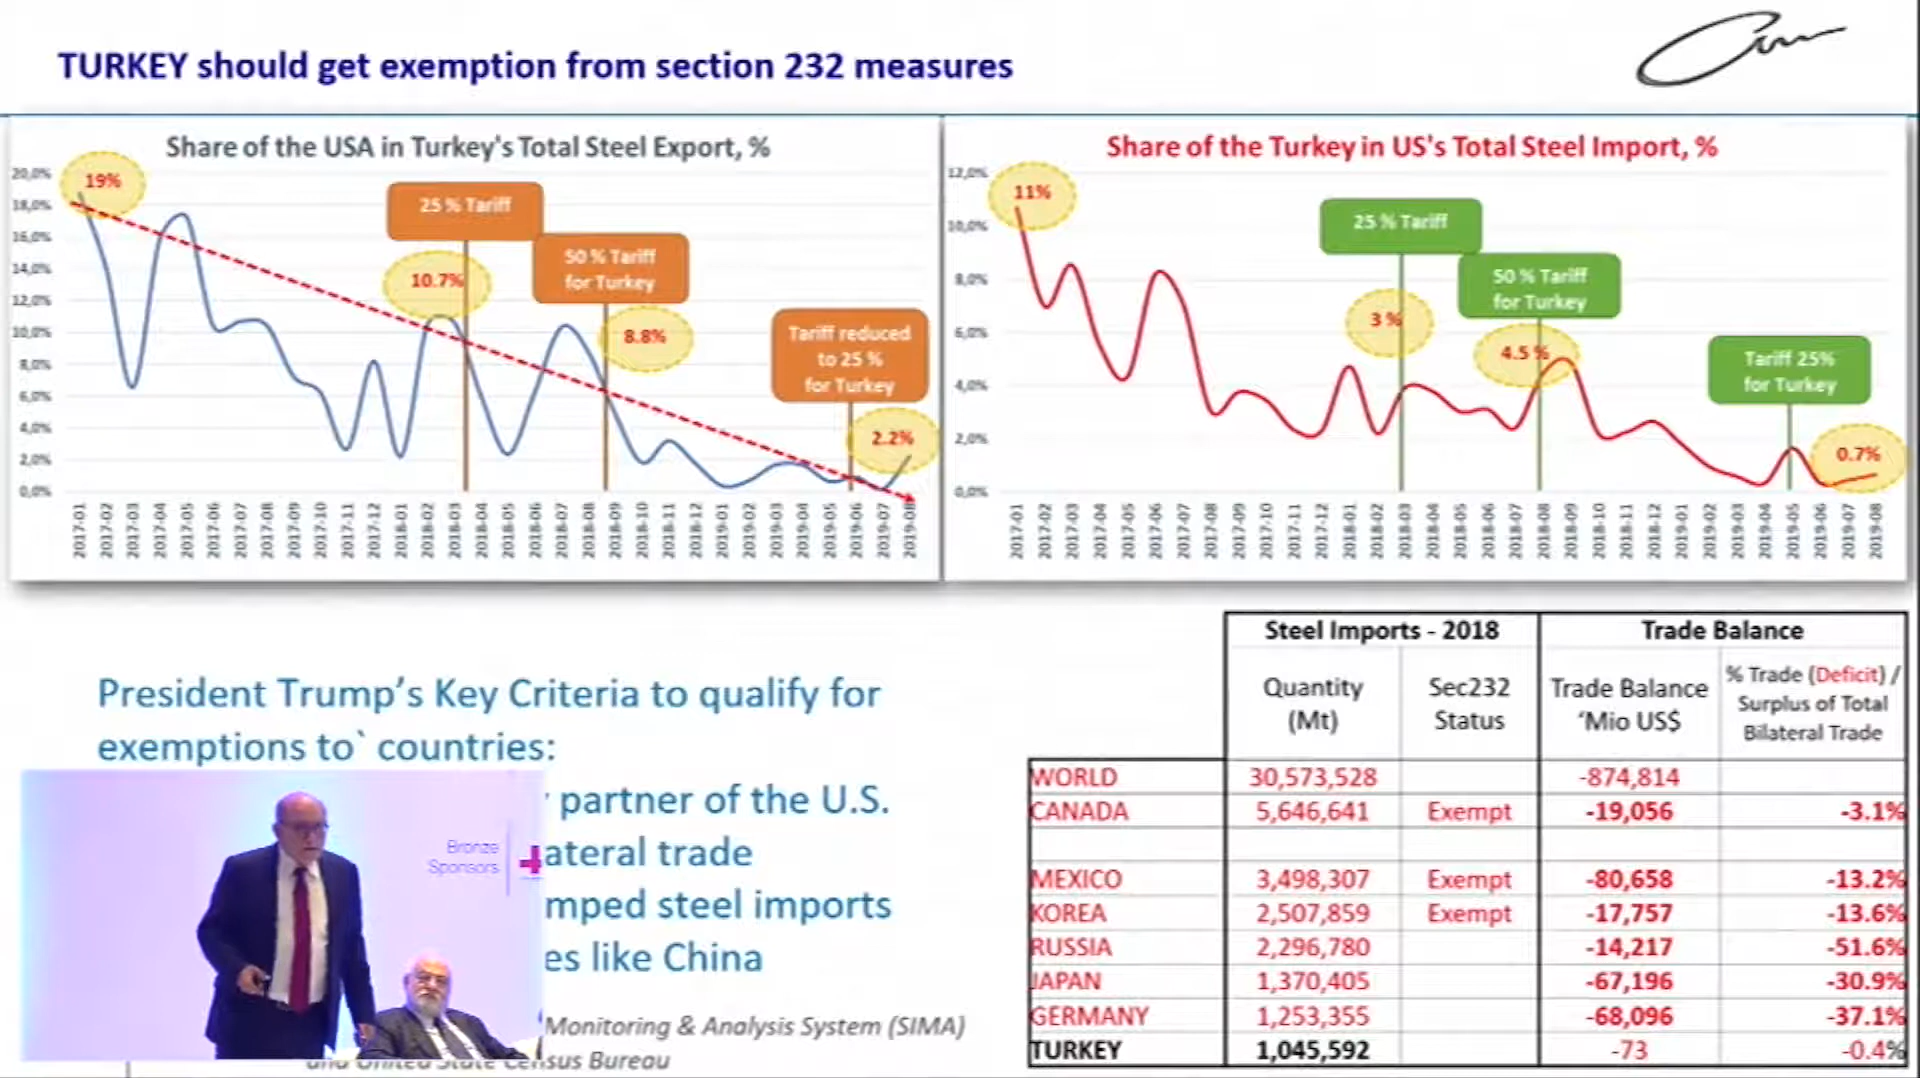 TURKEY should get exemption from section 232 measures
Share of the USA in Turkey's Total Steel Export, %
20,0%
18,0%
16,0%
14,0%
12,0%
10,0%
8,0%
6,0%
4,0%
2,0%
0,0%
19%
25 % Tariff
10.7%
50 % Tariff
for Turkey
8.8%
Tariff reduced
to 25 %
for Turkey
2.2%
2017-01 2017-02 2017-03 2017-04 2017-05 2017-06 2017-07 2017-08 2017-09 2017-10 2017-11 2017-12 2018-01 2018-02 2018-03 2018-04 2018-05 2018-06 2018-07 2018-08 2018-09 2018-10 2018-11 2018-12 2019-01 2019-02 2019-03 2019-04 2019-05 2019-06 2019-07 2019-08
Share of the Turkey in US's Total Steel Import, %
12,0%
10,0%
8,0%
6,0%
4,0%
2,0%
0,0%
11%
25 % Tariff
3 %
50 % Tariff
for Turkey
4.5 %
Tariff 25%
for Turkey
0.7%
2017-01 2017-02 2017-03 2017-04 2017-05 2017-06 2017-07 2017-08 2017-09 2017-10 2017-11 2017-12 2018-01 2018-02 2018-03 2018-04 2018-05 2018-06 2018-07 2018-08 2018-09 2018-10 2018-11 2018-12 2019-01 2019-02 2019-03 2019-04 2019-05 2019-06 2019-07 2019-08
President Trump's Key Criteria to qualify for
exemptions to` countries:
partner of the U.S.
ateral trade
mped steel imports
es like China
Monitoring & Analysis System (SIMA)
and United State Census Bureau
Bronze
Sponsors
Steel Imports - 2018 Trade Balance
Quantity
(Mt)
Sec232
Status
Trade Balance
'Mio US$
% Trade (Deficit) /
Surplus of Total
Bilateral Trade
WORLD 30,573,528 -874,814
CANADA 5,646,641 Exempt -19,056 -3.1%
MEXICO 3,498,307 Exempt -80,658 -13.2%
KOREA 2,507,859 Exempt -17,757 -13.6%
RUSSIA 2,296,780 -14,217 -51.6%
JAPAN 1,370,405 -67,196 -30.9%
GERMANY 1,253,355 -68,096 -37.1%
TURKEY 1,045,592 -73 -0.4%